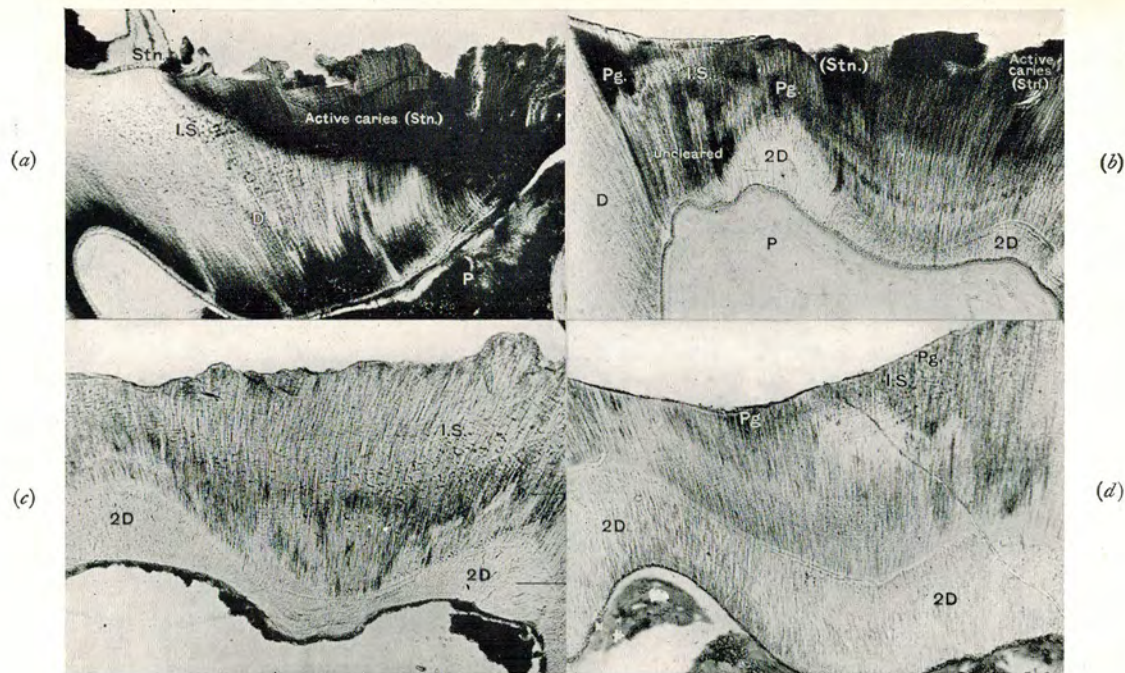 (a)
Stn.
I.S.
Active caries (Stn.)
D
P
(b)
Pg.
I.S.
Pg.
(Stn.)
Active
caries
(Stn.)
Uncleared
2D
D
P
2D
(c)
I.S.
2D
2D
(d)
Pg.
I.S.
Pg.
2D
2D